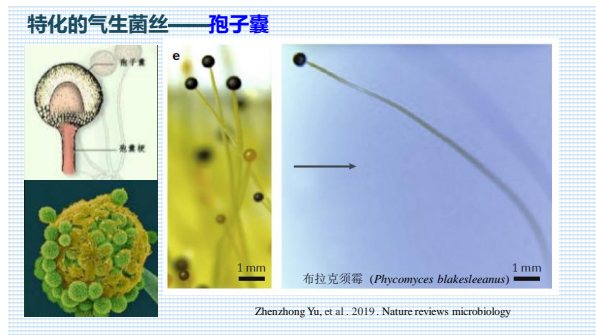 特化的气生菌丝——孢子囊
孢子囊
孢囊梗
e
1 mm
布拉克须霉 (Phycomyces blakesleeanus)
1 mm
Zhenzhong Yu, et al . 2019 . Nature reviews microbiology